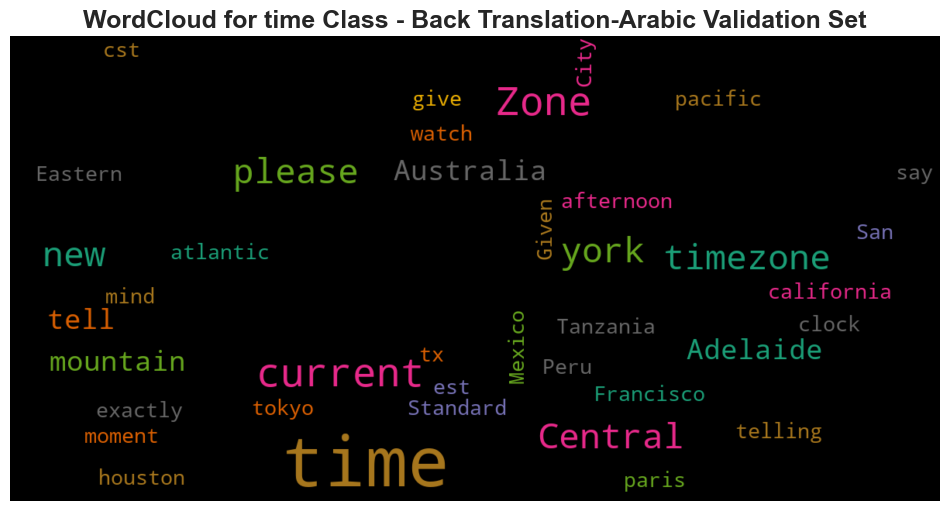 WordCloud for time Class - Back Translation-Arabic Validation Set
cst
City
give
Zone
pacific
watch
Eastern
please
Australia
say
afternoon
Given
new
atlantic
york
timezone
San
mind
california
tell
Mexico
Tanzania
clock
mountain
current
tx
Peru
Adelaide
est
Francisco
exactly
tokyo
Standard
moment
Central
telling
time
houston
paris